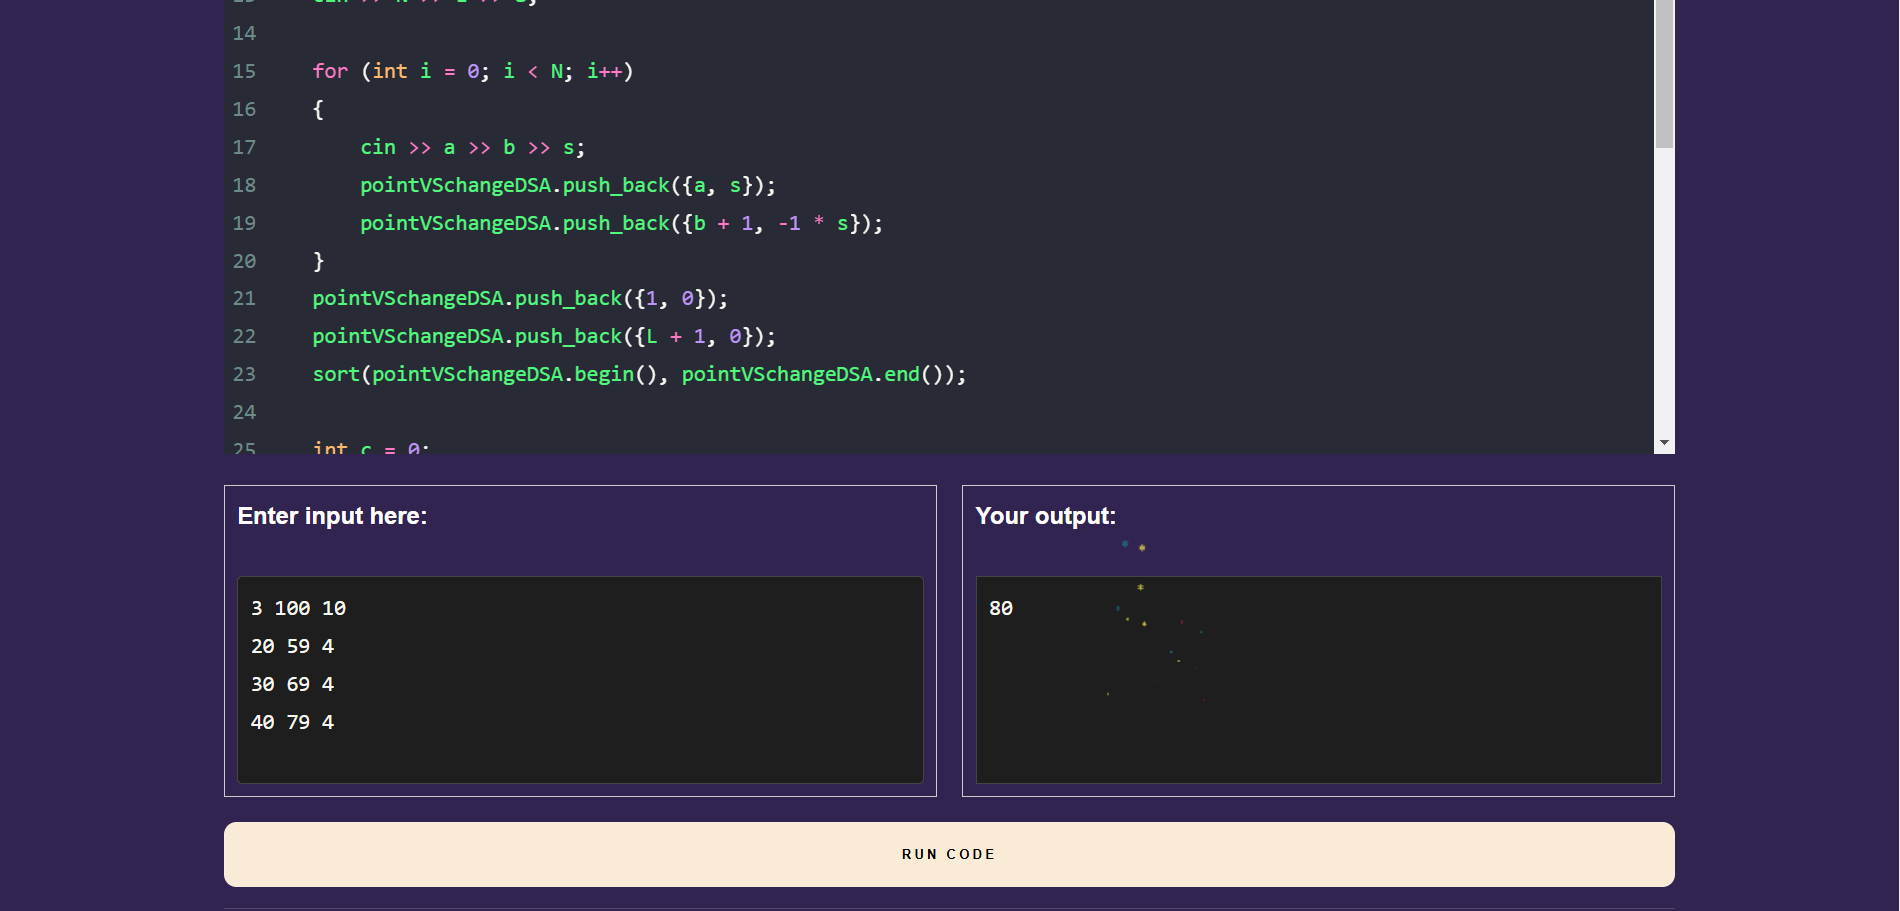 14
15 for (int i = 0; i < N; i++)
16 {
17 cin >> a >> b >> s;
18 pointVSchangeDSA.push_back({a, s});
19 pointVSchangeDSA.push_back({b + 1, -1 * s});
20 }
21 pointVSchangeDSA.push_back({1, 0});
22 pointVSchangeDSA.push_back({L + 1, 0});
23 sort(pointVSchangeDSA.begin(), pointVSchangeDSA.end());
24
25 int c = 0;
Enter input here:
3 100 10
20 59 4
30 69 4
40 79 4
Your output:
80
RUN CODE